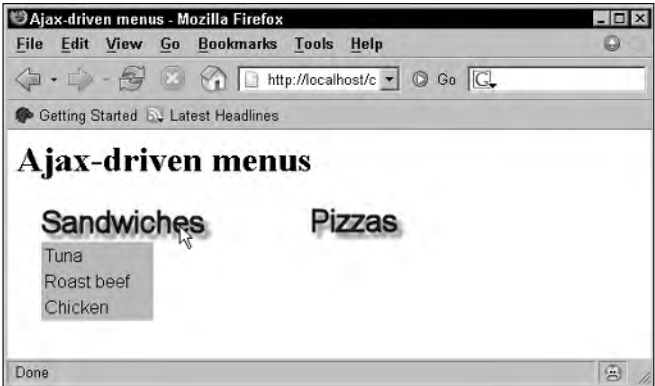 Ajax-driven menus - Mozilla Firefox
File Edit View Go Bookmarks Tools Help
http://localhost/c Go G
Getting Started Latest Headlines
Ajax-driven menus
Sandwiches Pizzas
Tuna
Roast beef
Chicken
Done